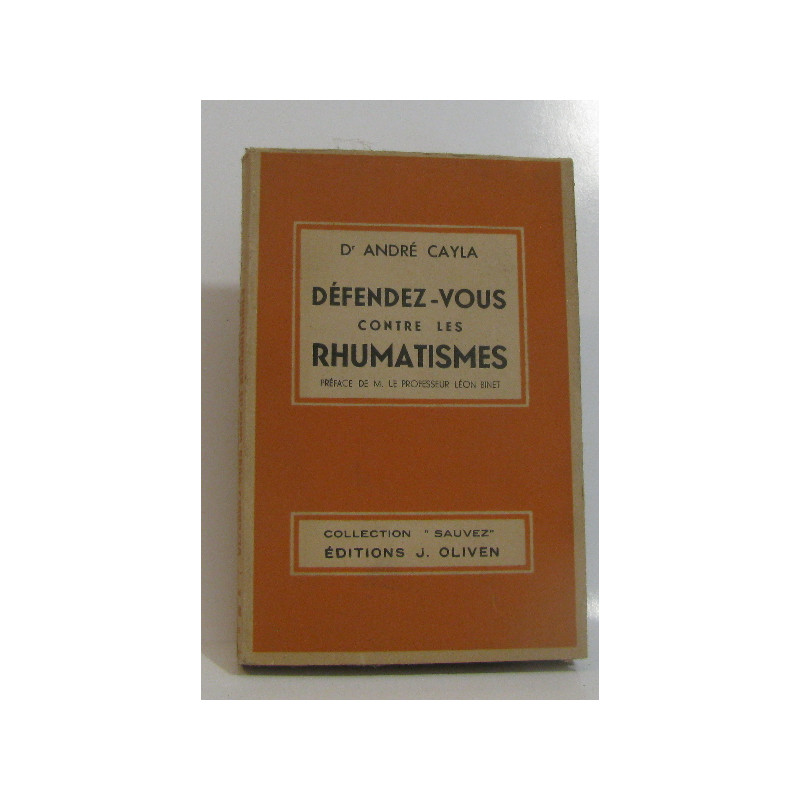 Dr ANDRÉ CAYLA
DÉFENDEZ-VOUS
CONTRE LES
RHUMATISMES
PRÉFACE DE M. LE PROFESSEUR LÉON BINET
COLLECTION "SAUVEZ"
ÉDITIONS J. OLIVEN